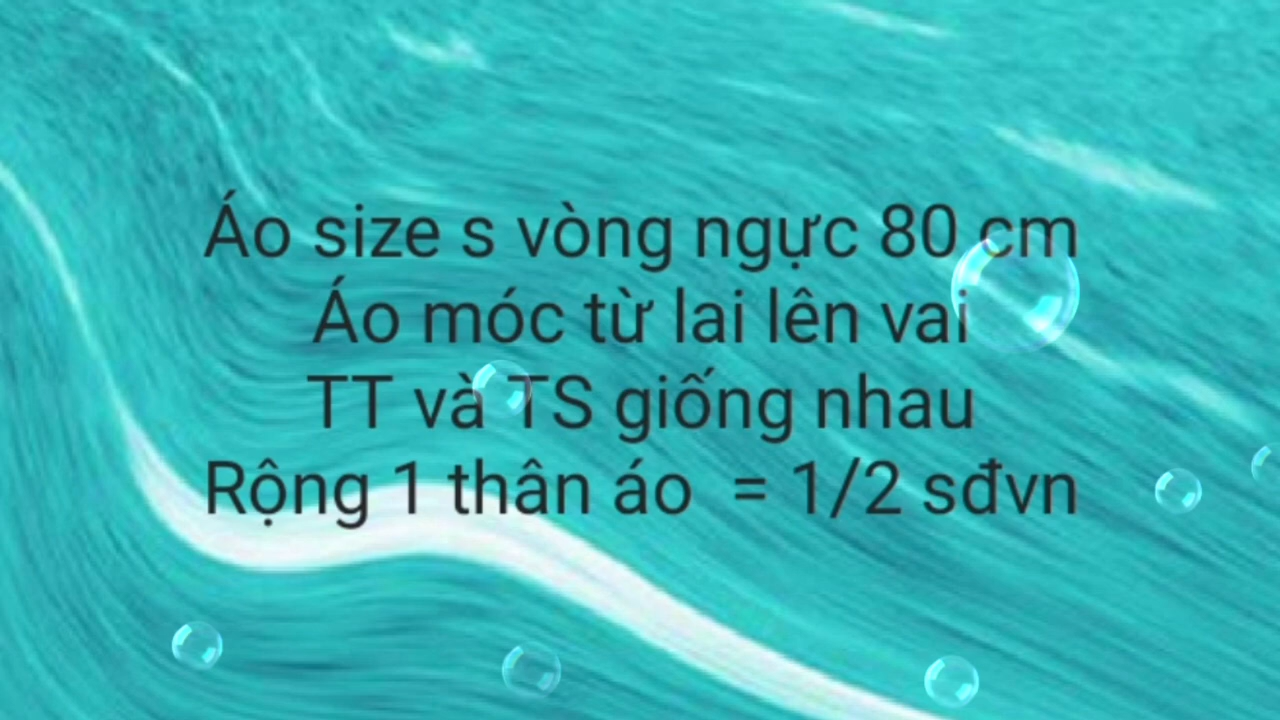 Áo size s vòng ngực 80 cm
Áo móc từ lai lên vai
TT và TS giống nhau
Rộng 1 thân áo = 1/2 sđvn